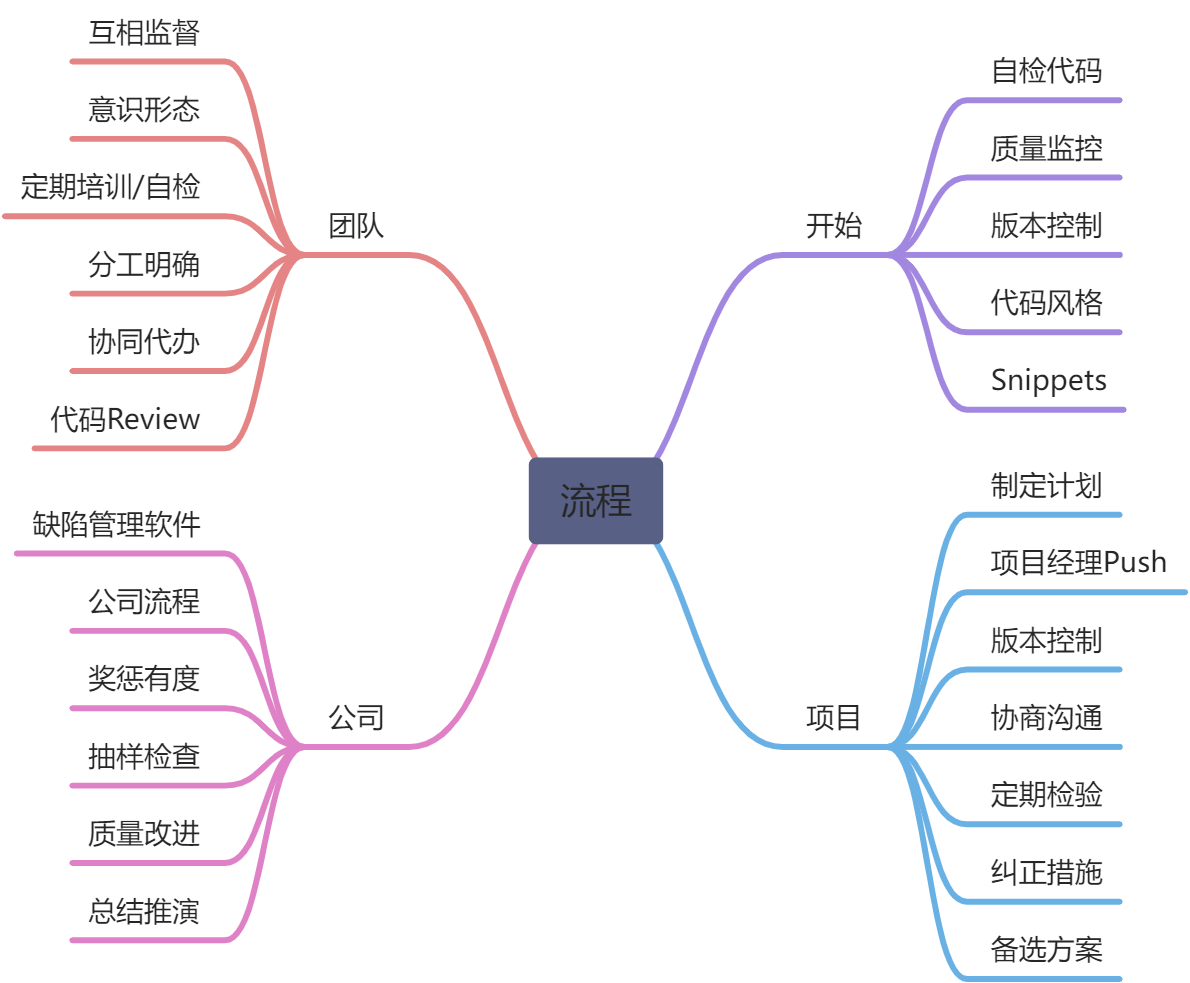 流程
开始
自检代码
质量监控
版本控制
代码风格
Snippets
项目
制定计划
项目经理Push
版本控制
协商沟通
定期检验
纠正措施
备选方案
团队
互相监督
意识形态
定期培训/自检
分工明确
协同代办
代码Review
公司
缺陷管理软件
公司流程
奖惩有度
抽样检查
质量改进
总结推演